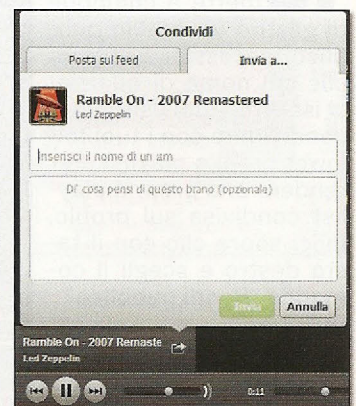 Condividi
Posta sul feed
Invia a...
Ramble On - 2007 Remastered
Led Zeppelin
Inserisci il nome di un am
Di' cosa pensi di questo brano (opzionale)
Invia
Annulla
Ramble On - 2007 Remaste
Led Zeppelin
0:11